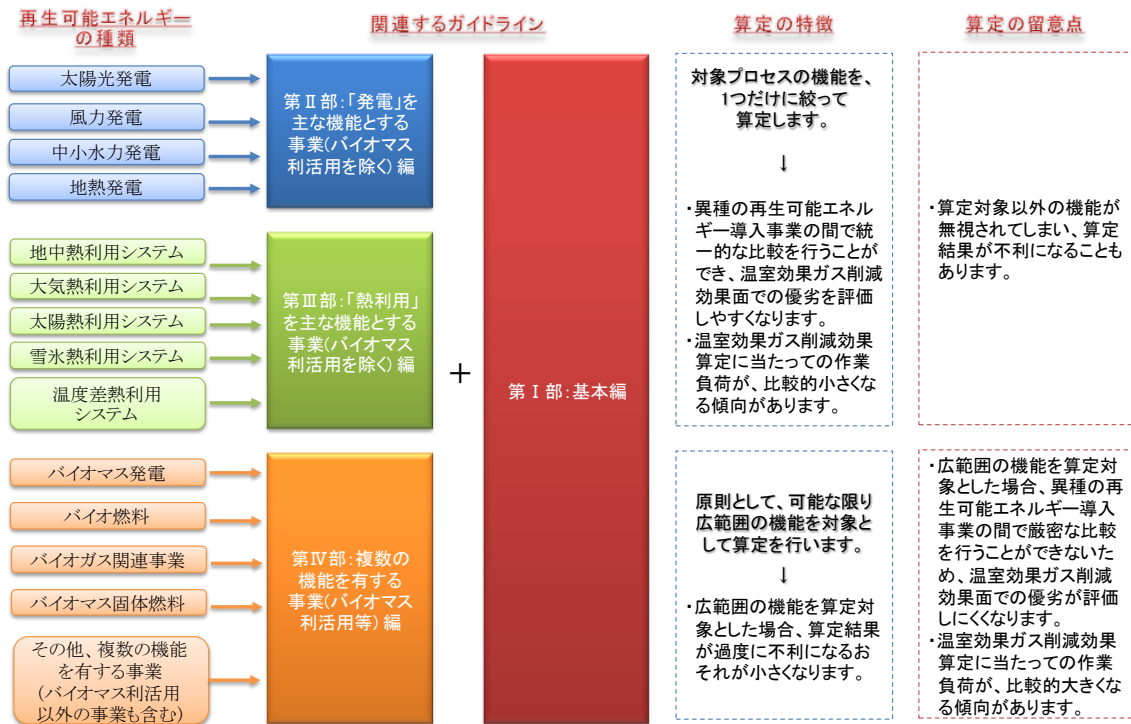 再生可能エネルギー
の種類
関連するガイドライン
算定の特徴
算定の留意点
太陽光発電
風力発電
中小水力発電
地熱発電
第Ⅱ部:「発電」を
主な機能とする
事業(バイオマス
利活用を除く)編
地中熱利用システム
大気熱利用システム
太陽熱利用システム
雪氷熱利用システム
温度差熱利用
システム
第Ⅲ部:「熱利用」
を主な機能とする
事業(バイオマス
利活用を除く)編
バイオマス発電
バイオ燃料
バイオガス関連事業
バイオマス固体燃料
その他、複数の機能
を有する事業
(バイオマス利活用
以外の事業も含む)
第Ⅳ部:複数の
機能を有する
事業(バイオマス
利活用等)編
+
第Ⅰ部:基本編
対象プロセスの機能を、
1つだけに絞って
算定します。
↓
・異種の再生可能エネル
ギー導入事業の間で統
一的な比較を行うことが
でき、温室効果ガス削減
効果面での優劣を評価
しやすくなります。
・温室効果ガス削減効果
算定に当たっての作業
負荷が、比較的小さくな
る傾向があります。
・算定対象以外の機能が
無視されてしまい、算定
結果が不利になることも
あります。
原則として、可能な限り
広範囲の機能を対象と
して算定を行います。
↓
・広範囲の機能を算定対
象とした場合、算定結果
が過度に不利になるお
それが小さくなります。
・広範囲の機能を算定対
象とした場合、異種の再
生可能エネルギー導入
事業の間で厳密な比較
を行うことができないた
め、温室効果ガス削減
効果面での優劣が評価
しにくくなります。
・温室効果ガス削減効果
算定に当たっての作業
負荷が、比較的大きくな
る傾向があります。